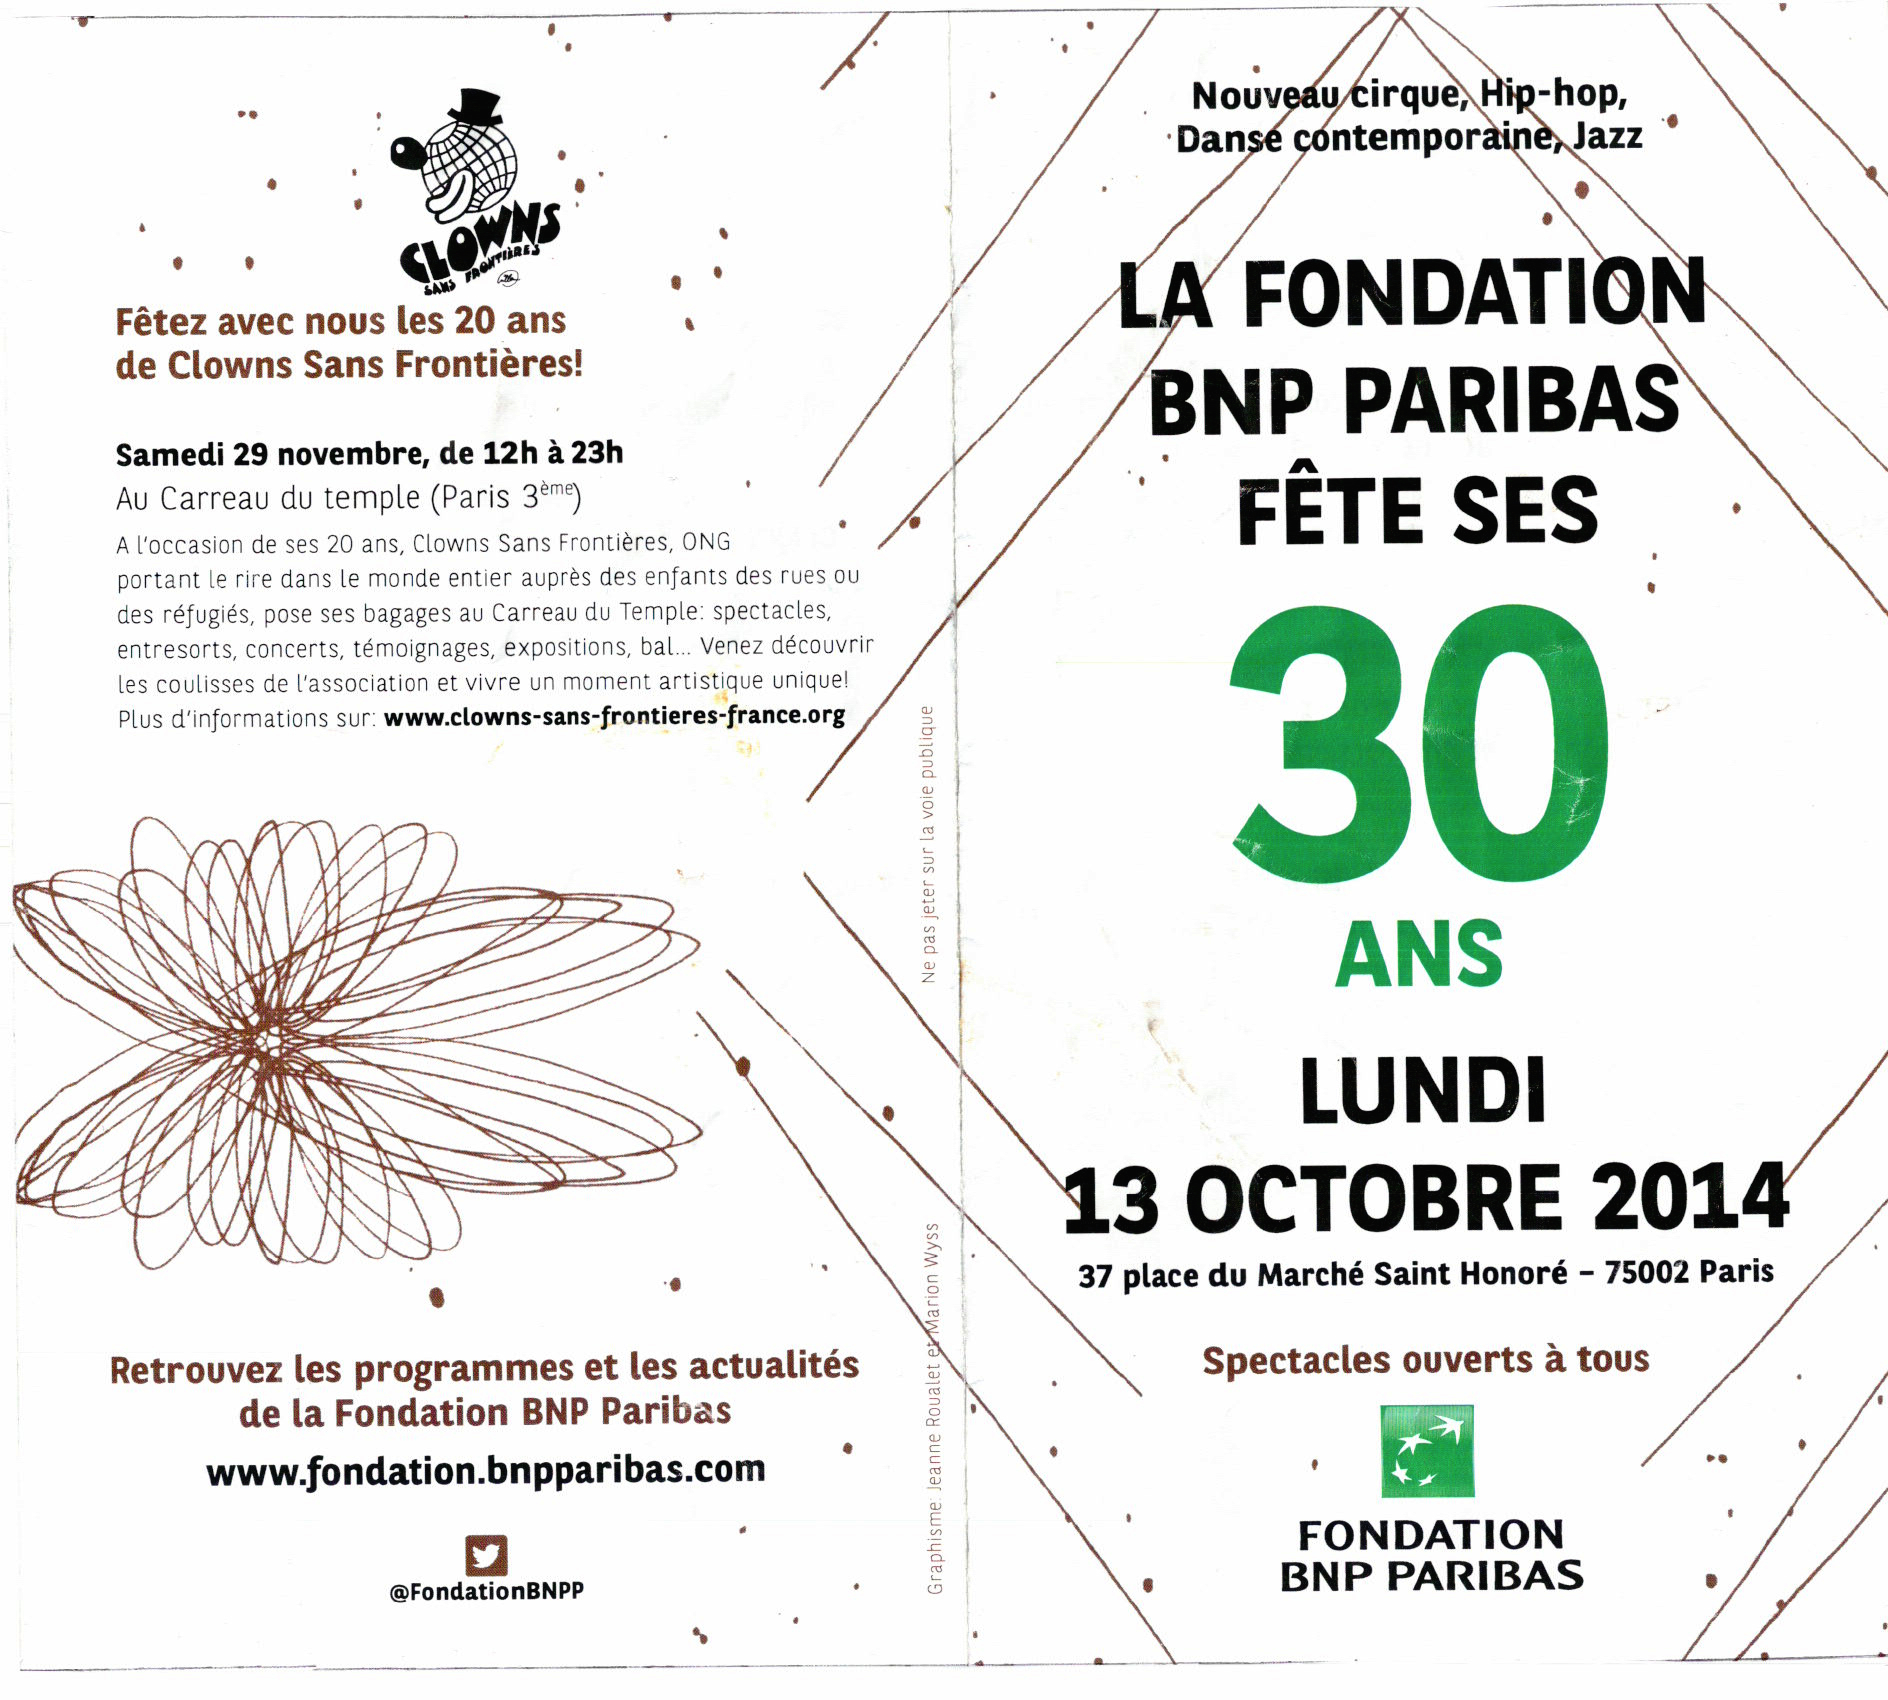 CLOWNS
SANS FRONTIÈRES
Fêtez avec nous les 20 ans
de Clowns Sans Frontières!
Samedi 29 novembre, de 12h à 23h
Au Carreau du temple (Paris 3ème)
A l'occasion de ses 20 ans, Clowns Sans Frontières, ONG
portant le rire dans le monde entier auprès des enfants des rues ou
des réfugiés, pose ses bagages au Carreau du Temple: spectacles,
entresorts, concerts, témoignages, expositions, bal... Venez découvrir
les coulisses de l'association et vivre un moment artistique unique!
Plus d'informations sur: www.clowns-sans-frontieres-france.org
Retrouvez les programmes et les actualités
de la Fondation BNP Paribas
www.fondation.bnpparibas.com
@FondationBNPP
Ne pas jeter sur la voie publique
Graphisme: Jeanne Roualet et Marion Wyss
Nouveau cirque, Hip-hop,
Danse contemporaine, Jazz
LA FONDATION
BNP PARIBAS
FÊTE SES
30
ANS
LUNDI
13 OCTOBRE 2014
37 place du Marché Saint Honoré – 75002 Paris
Spectacles ouverts à tous
FONDATION
BNP PARIBAS